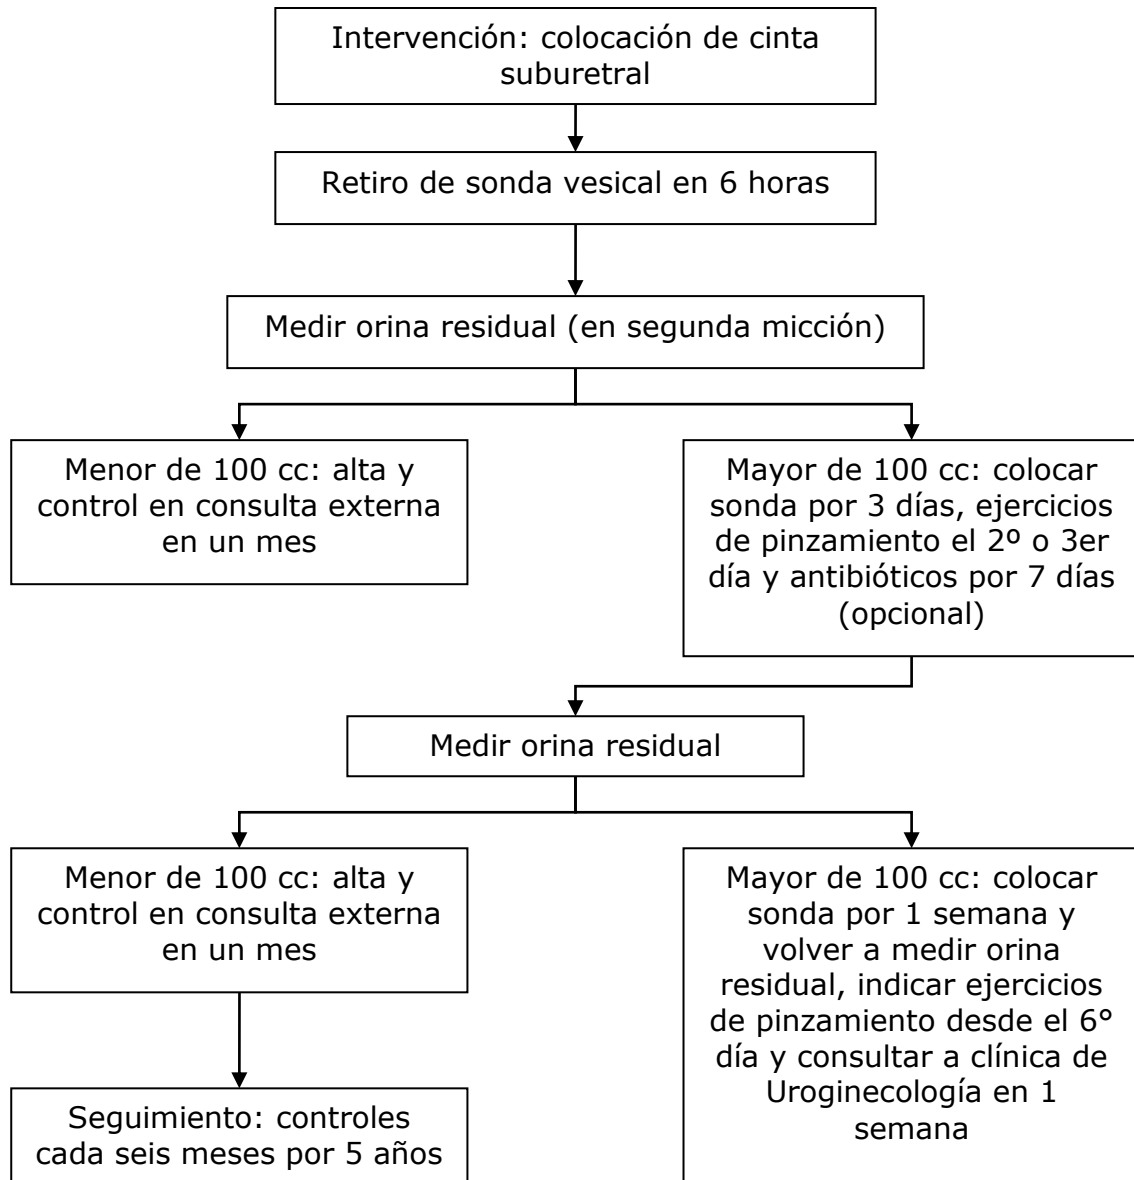 Intervención: colocación de cinta
suburetral
Retiro de sonda vesical en 6 horas
Medir orina residual (en segunda micción)
Menor de 100 cc: alta y
control en consulta externa
en un mes
Mayor de 100 cc: colocar
sonda por 3 días, ejercicios
de pinzamiento el 2º o 3er
día y antibióticos por 7 días
(opcional)
Medir orina residual
Menor de 100 cc: alta y
control en consulta externa
en un mes
Mayor de 100 cc: colocar
sonda por 1 semana y
volver a medir orina
residual, indicar ejercicios
de pinzamiento desde el 6°
día y consultar a clínica de
Uroginecología en 1
semana
Seguimiento: controles
cada seis meses por 5 años